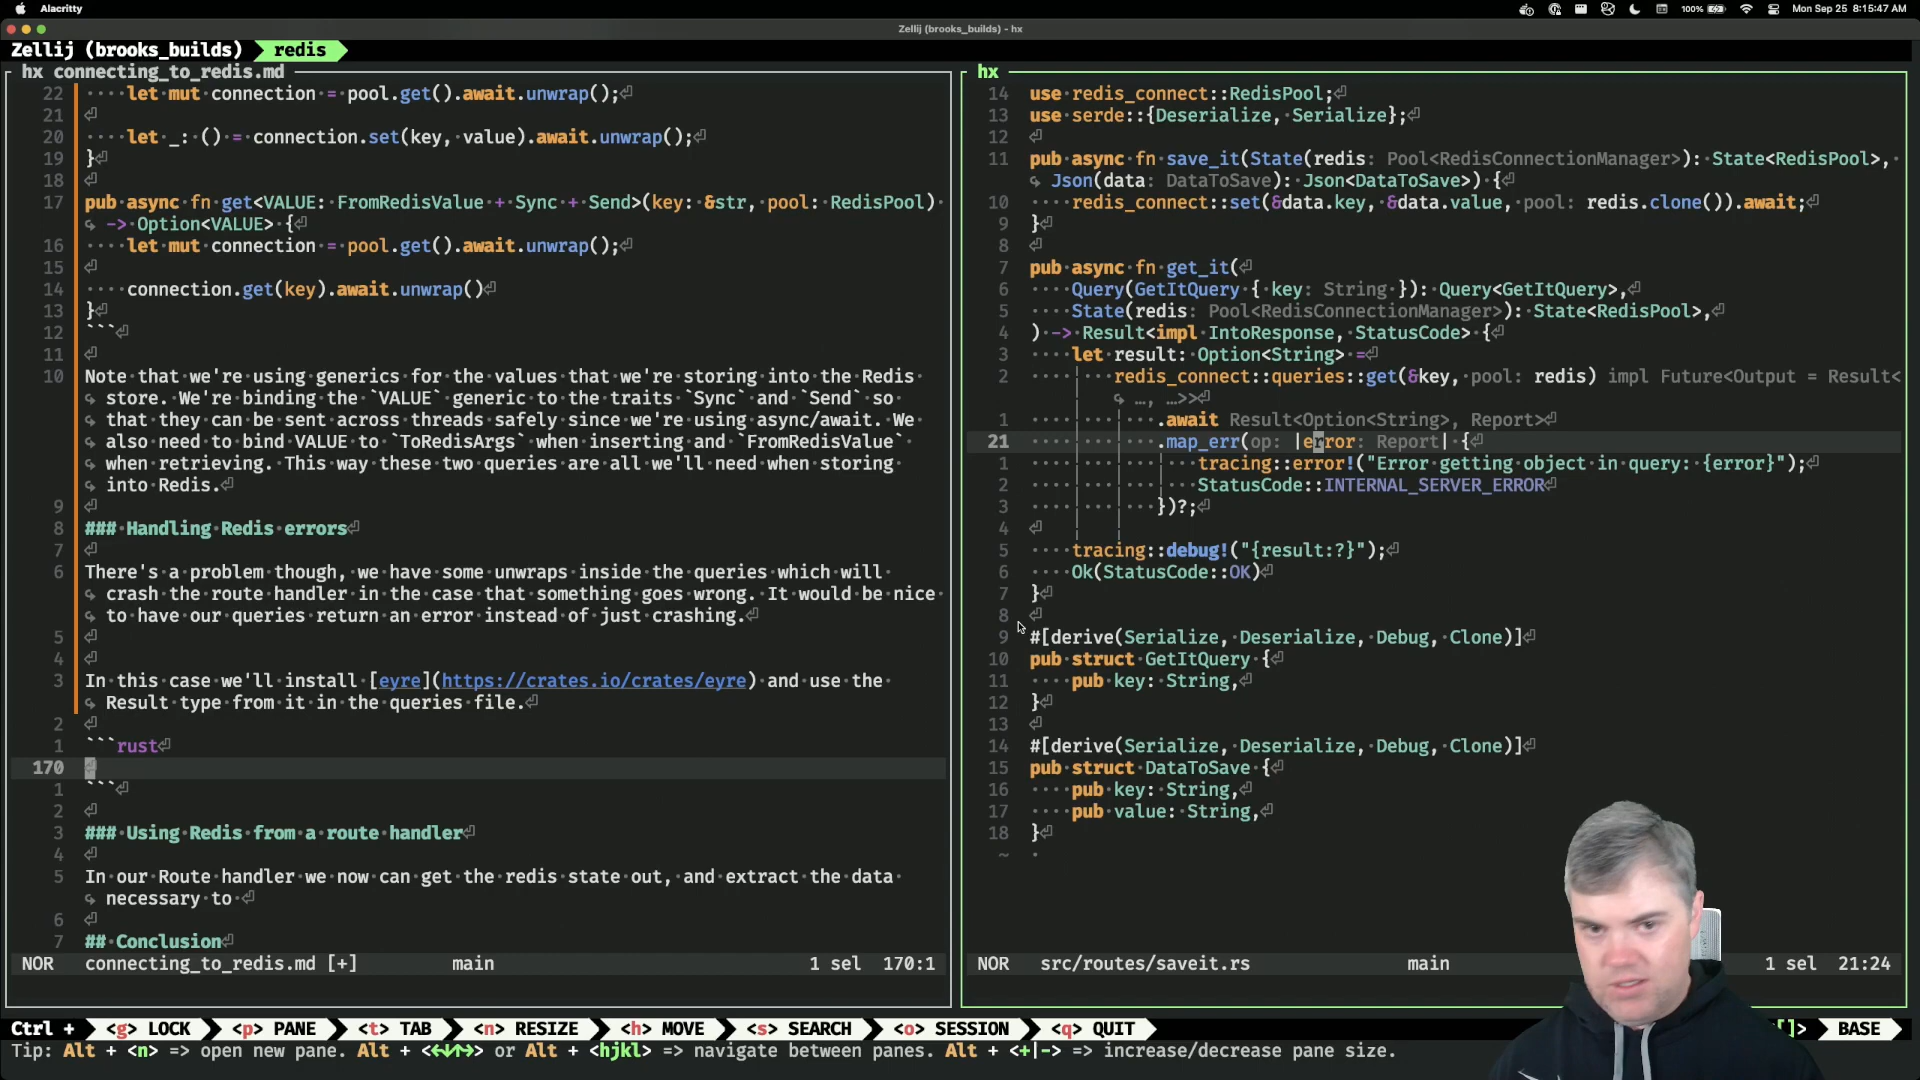 Alacritty
100%
Mon Sep 25 8:15:47 AM
Zellij (brooks_builds) - hx
Zellij (brooks_builds) redis
hx connecting_to_redis.md
22 ····let·mut·connection·=·pool.get().await.unwrap();⏎
21 ⏎
20 ····let·_:·()·=·connection.set(key,·value).await.unwrap();⏎
19 }⏎
18 ⏎
17 pub·async·fn·get<VALUE:·FromRedisValue·+·Sync·+·Send>(key:·&str,·pool:·RedisPool)·
↪ ->·Option<VALUE>·{⏎
16 ····let·mut·connection·=·pool.get().await.unwrap();⏎
15 ⏎
14 ····connection.get(key).await.unwrap()⏎
13 }⏎
12 ```⏎
11 ⏎
10 Note·that·we're·using·generics·for·the·values·that·we're·storing·into·the·Redis·
↪ store.·We're·binding·the·`VALUE`·generic·to·the·traits·`Sync`·and·`Send`·so·
↪ that·they·can·be·sent·across·threads·safely·since·we're·using·async/await.·We·
↪ also·need·to·bind·VALUE·to·`ToRedisArgs`·when·inserting·and·`FromRedisValue`·
↪ when·retrieving.·This·way·these·two·queries·are·all·we'll·need·when·storing·
↪ into·Redis.⏎
9 ⏎
8 ###·Handling·Redis·errors⏎
7 ⏎
6 There's·a·problem·though,·we·have·some·unwraps·inside·the·queries·which·will·
↪ crash·the·route·handler·in·the·case·that·something·goes·wrong.·It·would·be·nice·
↪ to·have·our·queries·return·an·error·instead·of·just·crashing.⏎
5 ⏎
4 ⏎
3 In·this·case·we'll·install·[eyre](https://crates.io/crates/eyre)·and·use·the·
↪ Result·type·from·it·in·the·queries·file.⏎
2 ⏎
1 ```rust⏎
170 ⏎
1 ```⏎
2 ⏎
3 ###·Using·Redis·from·a·route·handler⏎
4 ⏎
5 In·our·Route·handler·we·now·can·get·the·redis·state·out,·and·extract·the·data·
↪ necessary·to·⏎
6 ⏎
7 ##·Conclusion⏎
NOR connecting_to_redis.md [+] main 1 sel 170:1
hx
14 use·redis_connect::RedisPool;⏎
13 use·serde::{Deserialize,·Serialize};⏎
12 ⏎
11 pub·async·fn·save_it(State(redis: Pool<RedisConnectionManager>):·State<RedisPool>,·
↪ Json(data: DataToSave):·Json<DataToSave>)·{⏎
10 ····redis_connect::set(&data.key,·&data.value,·pool: redis.clone()).await;⏎
9 }⏎
8 ⏎
7 pub·async·fn·get_it(⏎
6 ····Query(GetItQuery·{·key: String·}):·Query<GetItQuery>,⏎
5 ····State(redis: Pool<RedisConnectionManager>):·State<RedisPool>,⏎
4 )·->·Result<impl·IntoResponse,·StatusCode>·{⏎
3 ····let·result:·Option<String>·=⏎
2 ········redis_connect::queries::get(&key,·pool: redis) impl Future<Output = Result<
↪ …, …>>⏎
1 ············.await Result<Option<String>, Report>⏎
21 ············.map_err(op: |error: Report|·{⏎
1 ················tracing::error!("Error·getting·object·in·query:·{error}");⏎
2 ················StatusCode::INTERNAL_SERVER_ERROR⏎
3 ············})?;⏎
4 ⏎
5 ····tracing::debug!("{result:?}");⏎
6 ····Ok(StatusCode::OK)⏎
7 }⏎
8 ⏎
9 #[derive(Serialize,·Deserialize,·Debug,·Clone)]⏎
10 pub·struct·GetItQuery·{⏎
11 ····pub·key:·String,⏎
12 }⏎
13 ⏎
14 #[derive(Serialize,·Deserialize,·Debug,·Clone)]⏎
15 pub·struct·DataToSave·{⏎
16 ····pub·key:·String,⏎
17 ····pub·value:·String,⏎
18 }⏎
~
NOR src/routes/saveit.rs main 1 sel 21:24
Ctrl + <g> LOCK <p> PANE <t> TAB <n> RESIZE <h> MOVE <s> SEARCH <o> SESSION <q> QUIT []> BASE
Tip: Alt + <n> => open new pane. Alt + <←↓↑→> or Alt + <hjkl> => navigate between panes. Alt + <+|-> => increase/decrease pane size.